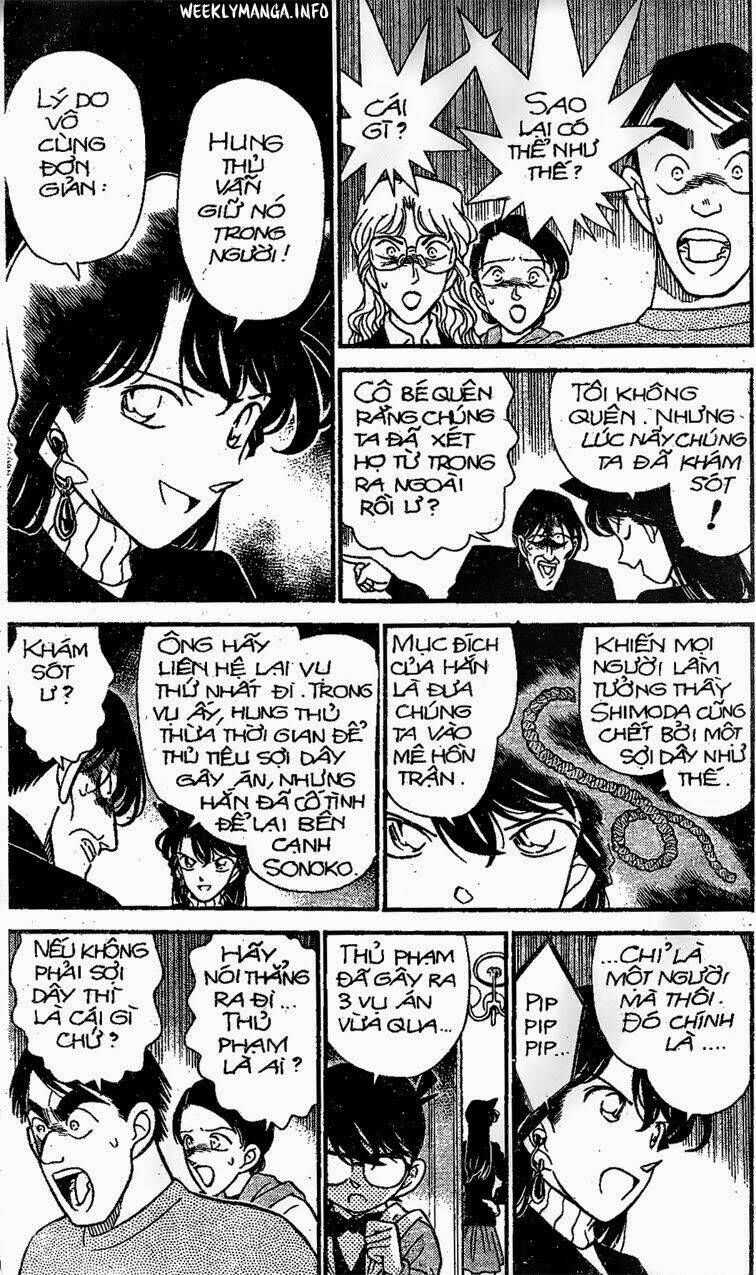 WEEKLYMANGA.INFO
LÝ DO
VÔ
CÙNG
ĐƠN
GIẢN:
HUNG
THỦ
VẪN
GIỮ NÓ
TRONG
NGƯỜI!
CÁI
GÌ?
SAO
LẠI CÓ
THỂ NHƯ
THẾ?
CÔ BÉ QUÊN
RẰNG CHÚNG
TA ĐÃ XÉT
HỌ TỪ TRONG
RA NGOÀI
RỒI Ư?
TÔI KHÔNG
QUÊN. NHƯNG
LÚC NÃY CHÚNG
TA ĐÃ KHÁM
SÓT
!
KHÁM
SÓT
Ư?
ÔNG HÃY
LIÊN HỆ LẠI VỤ
THỨ NHẤT ĐI. TRONG
VỤ ẤY, HUNG THỦ
THỪA THỜI GIAN ĐỂ
THỦ TIÊU SỢI DÂY
GÂY ÁN, NHƯNG
HẮN ĐÃ CỐ TÌNH
ĐỂ LẠI BÊN
CẠNH
SONOKO.
MỤC ĐÍCH
CỦA HẮN
LÀ ĐƯA
CHÚNG
TA VÀO
MÊ HỒN
TRẬN.
KHIẾN MỌI
NGƯỜI LẦM
TƯỞNG THẦY
SHIMODA CŨNG
CHẾT BỞI MỘT
SỢI DÂY NHƯ
THẾ.
NẾU KHÔNG
PHẢI SỢI
DÂY THÌ
LÀ CÁI GÌ
CHỨ?
HÃY
NÓI THẲNG
RA ĐI...
THỦ
PHẠM
LÀ AI?
THỦ PHẠM
ĐÃ GÂY RA
3 VỤ ÁN
VỪA QUA...
PIP
PIP
PIP...
...CHỈ LÀ
MỘT NGƯỜI
MÀ THÔI.
ĐÓ CHÍNH
LÀ ....